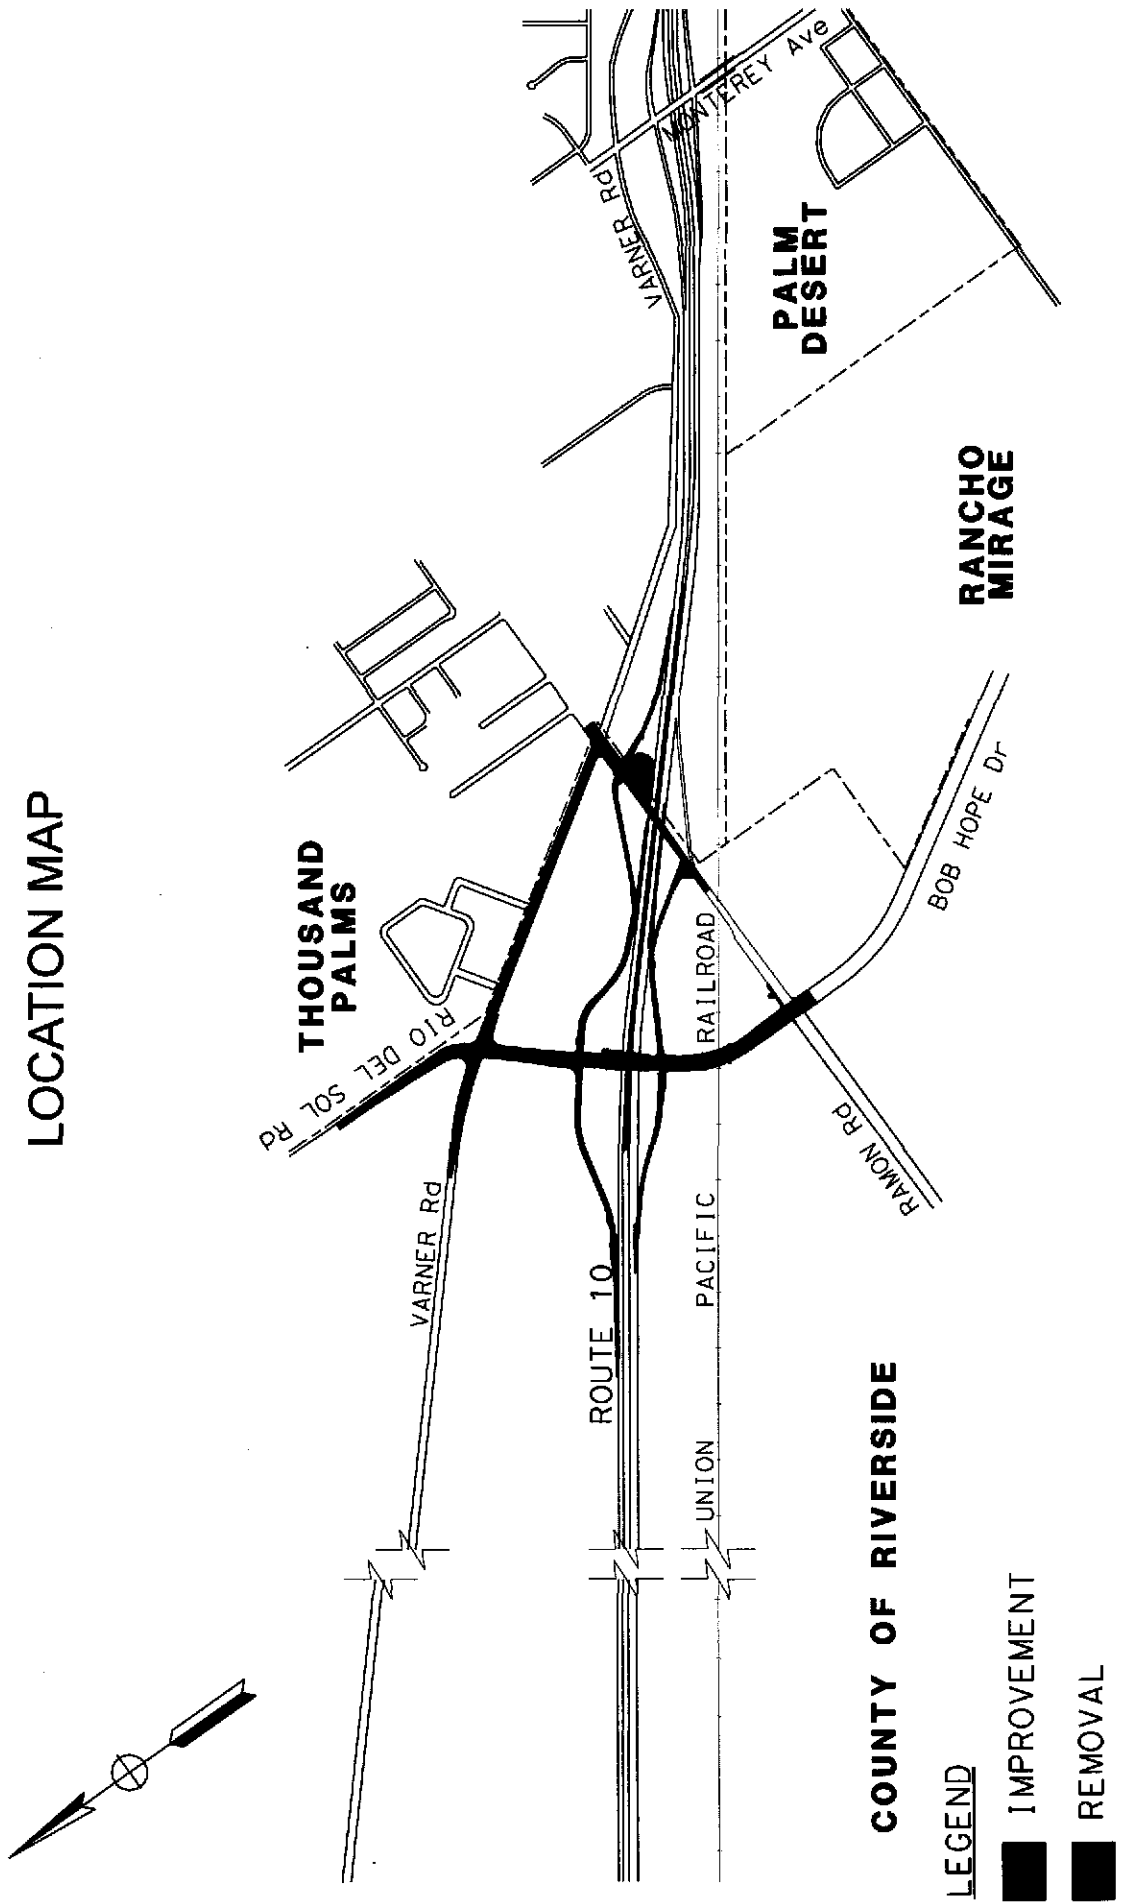 LOCATION MAP
THOUSAND
PALMS
RIO DEL SOL Rd
VARNER Rd
VARNER Rd
MONTEREY Ave
PALM
DESERT
RANCHO
MIRAGE
BOB HOPE Dr
RAMON Rd
ROUTE 10
UNION PACIFIC RAILROAD
COUNTY OF RIVERSIDE
LEGEND
IMPROVEMENT
REMOVAL